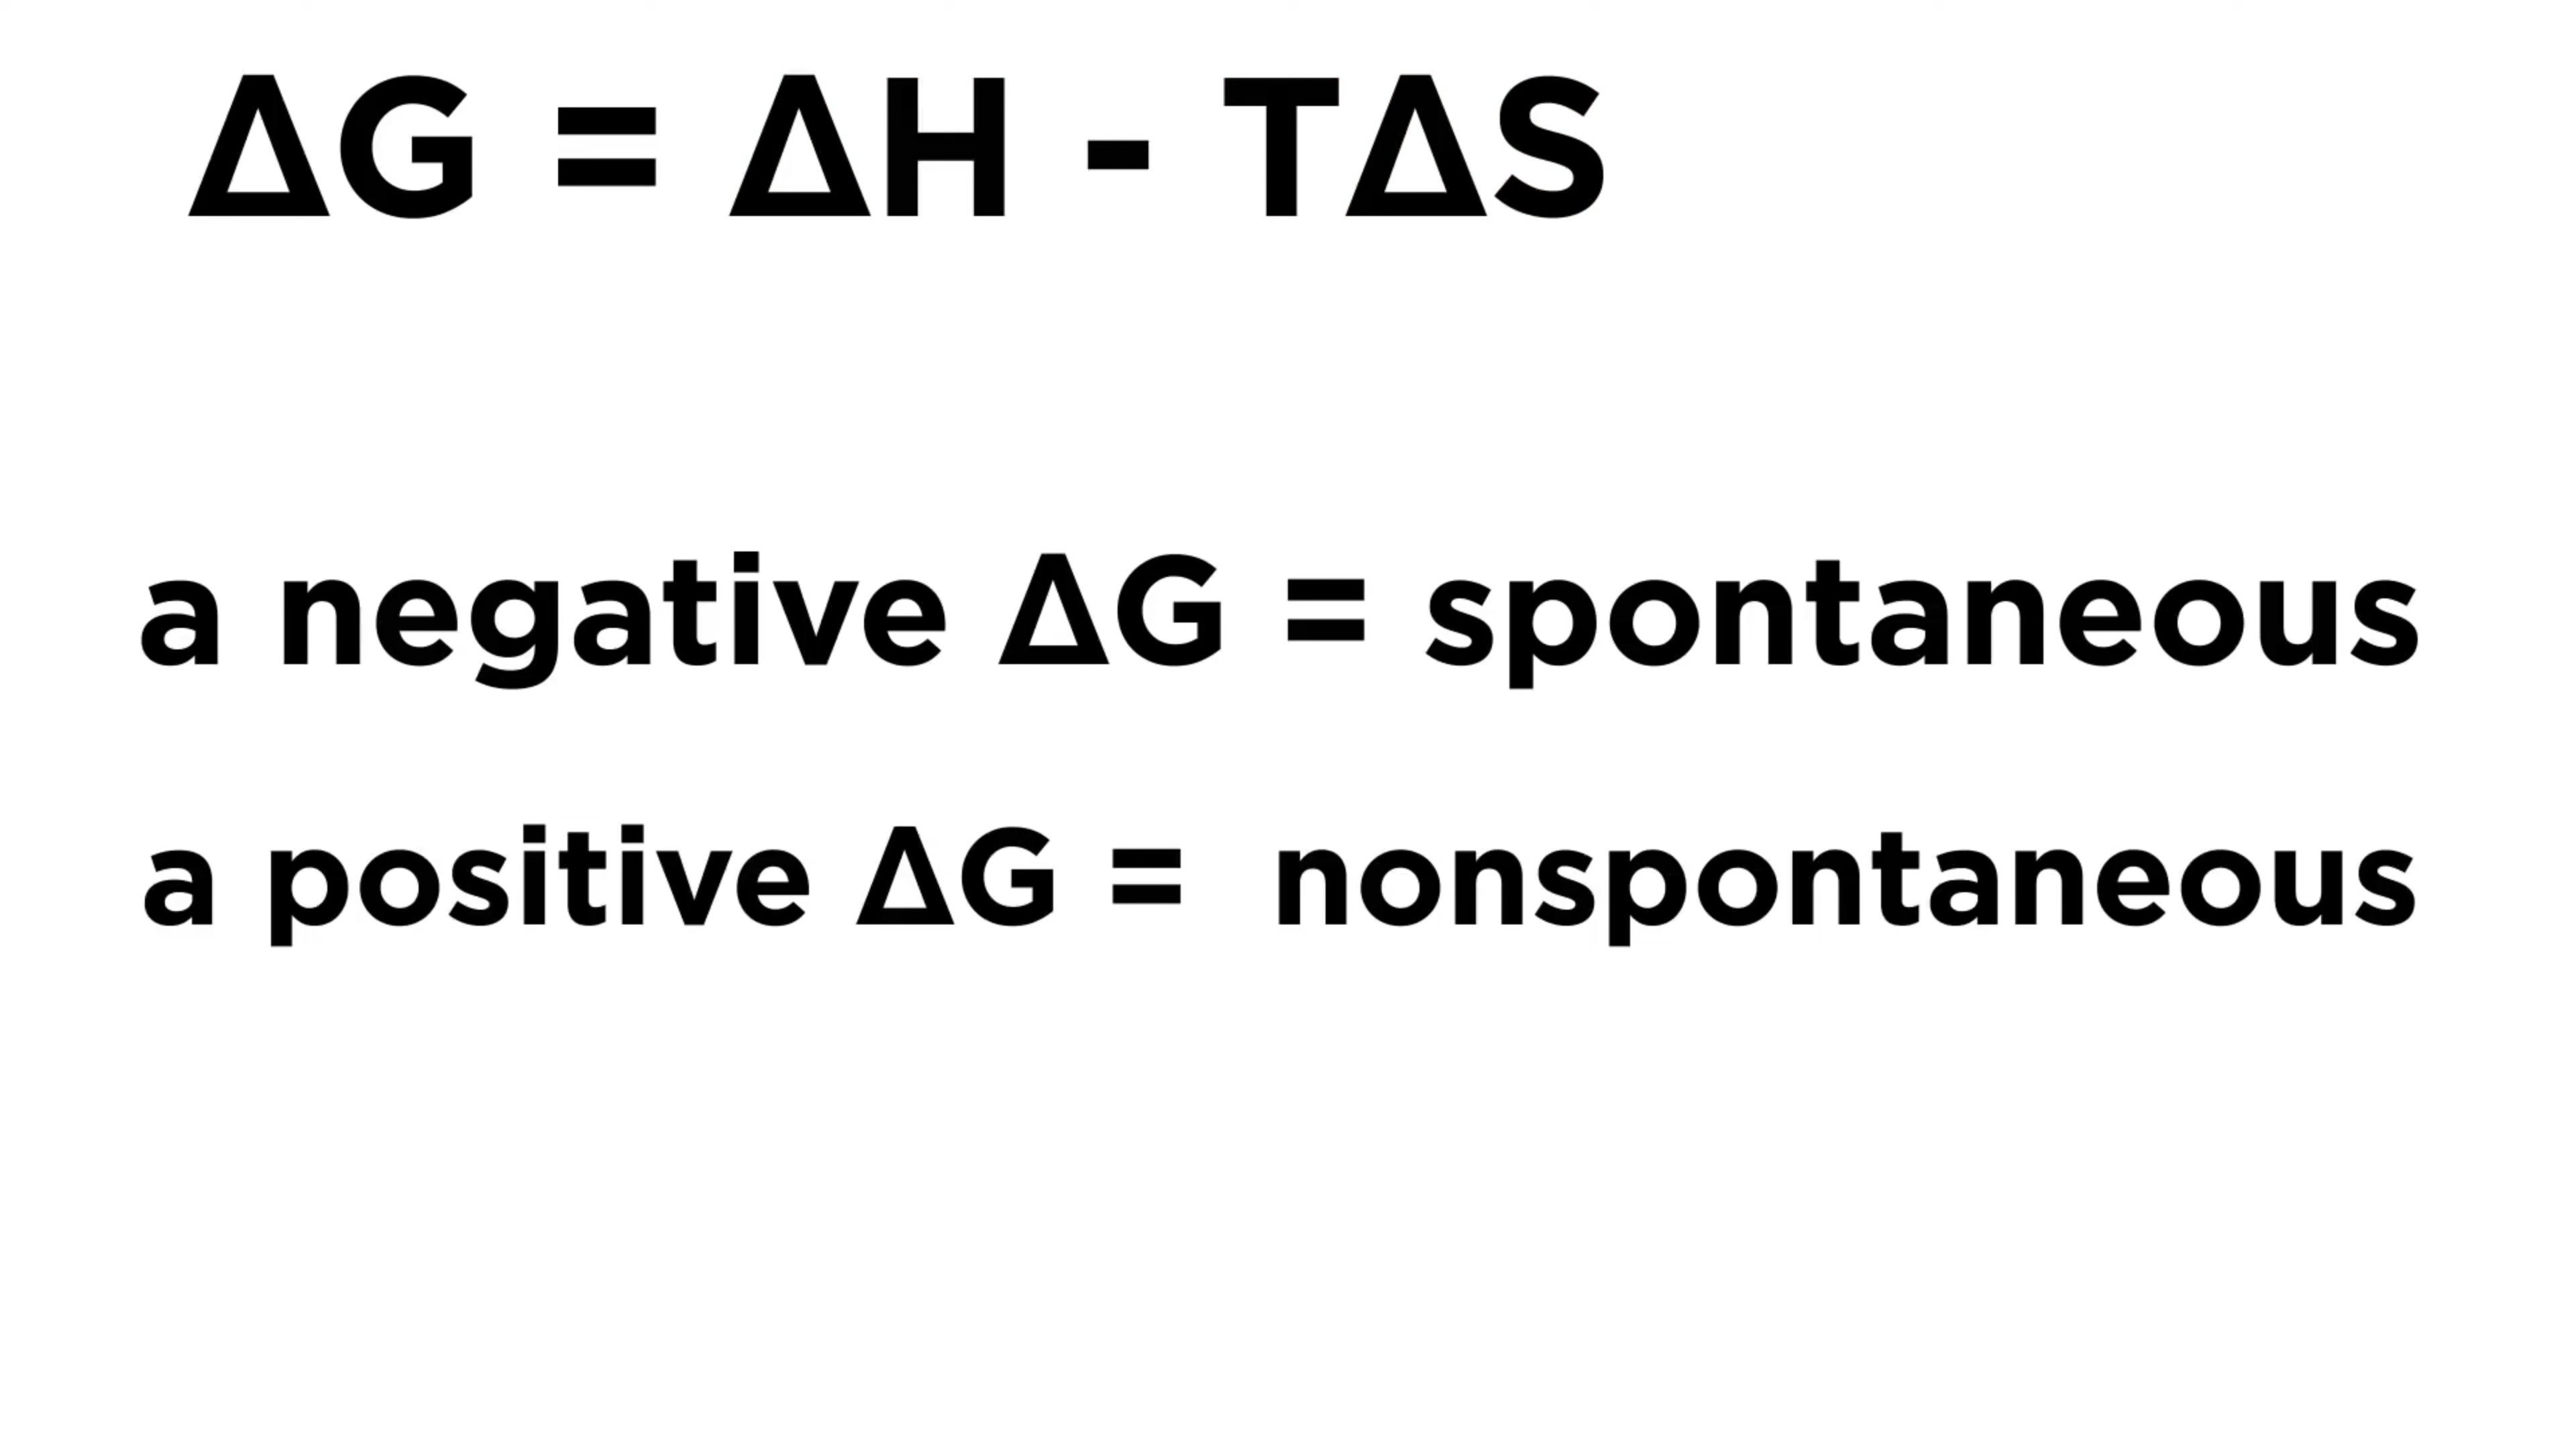 ΔG = ΔH - TΔS
a negative ΔG = spontaneous
a positive ΔG = nonspontaneous